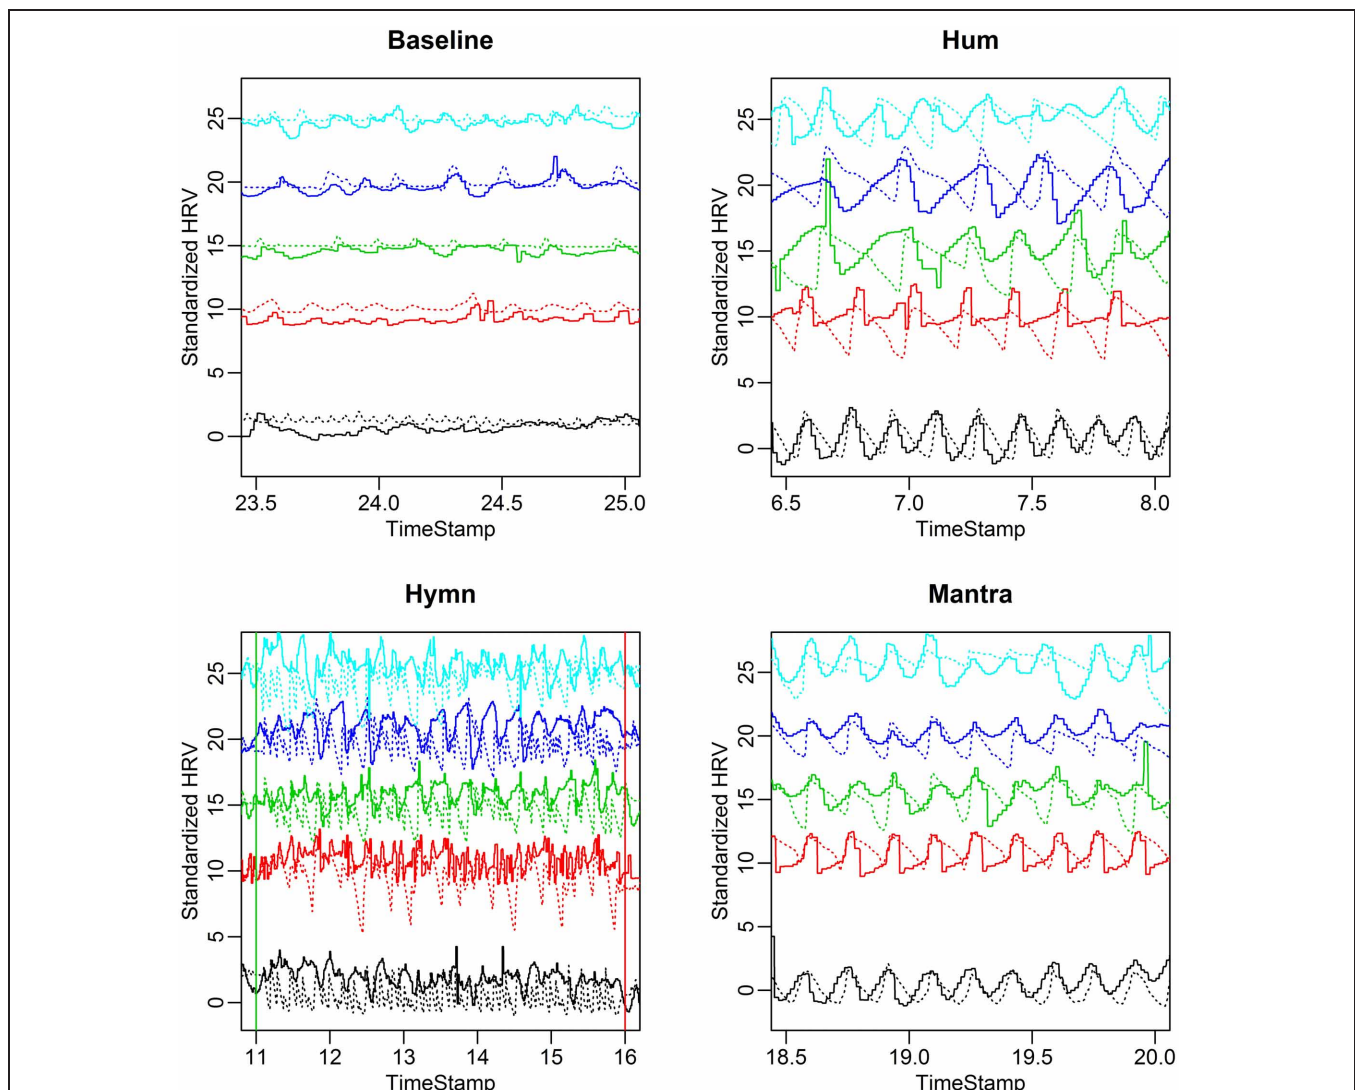 Baseline
Hum
Standardized HRV
0 5 10 15 20 25
23.5 24.0 24.5 25.0
TimeStamp
Standardized HRV
0 5 10 15 20 25
6.5 7.0 7.5 8.0
TimeStamp
Hymn
Mantra
Standardized HRV
0 5 10 15 20 25
11 12 13 14 15 16
TimeStamp
Standardized HRV
0 5 10 15 20 25
18.5 19.0 19.5 20.0
TimeStamp